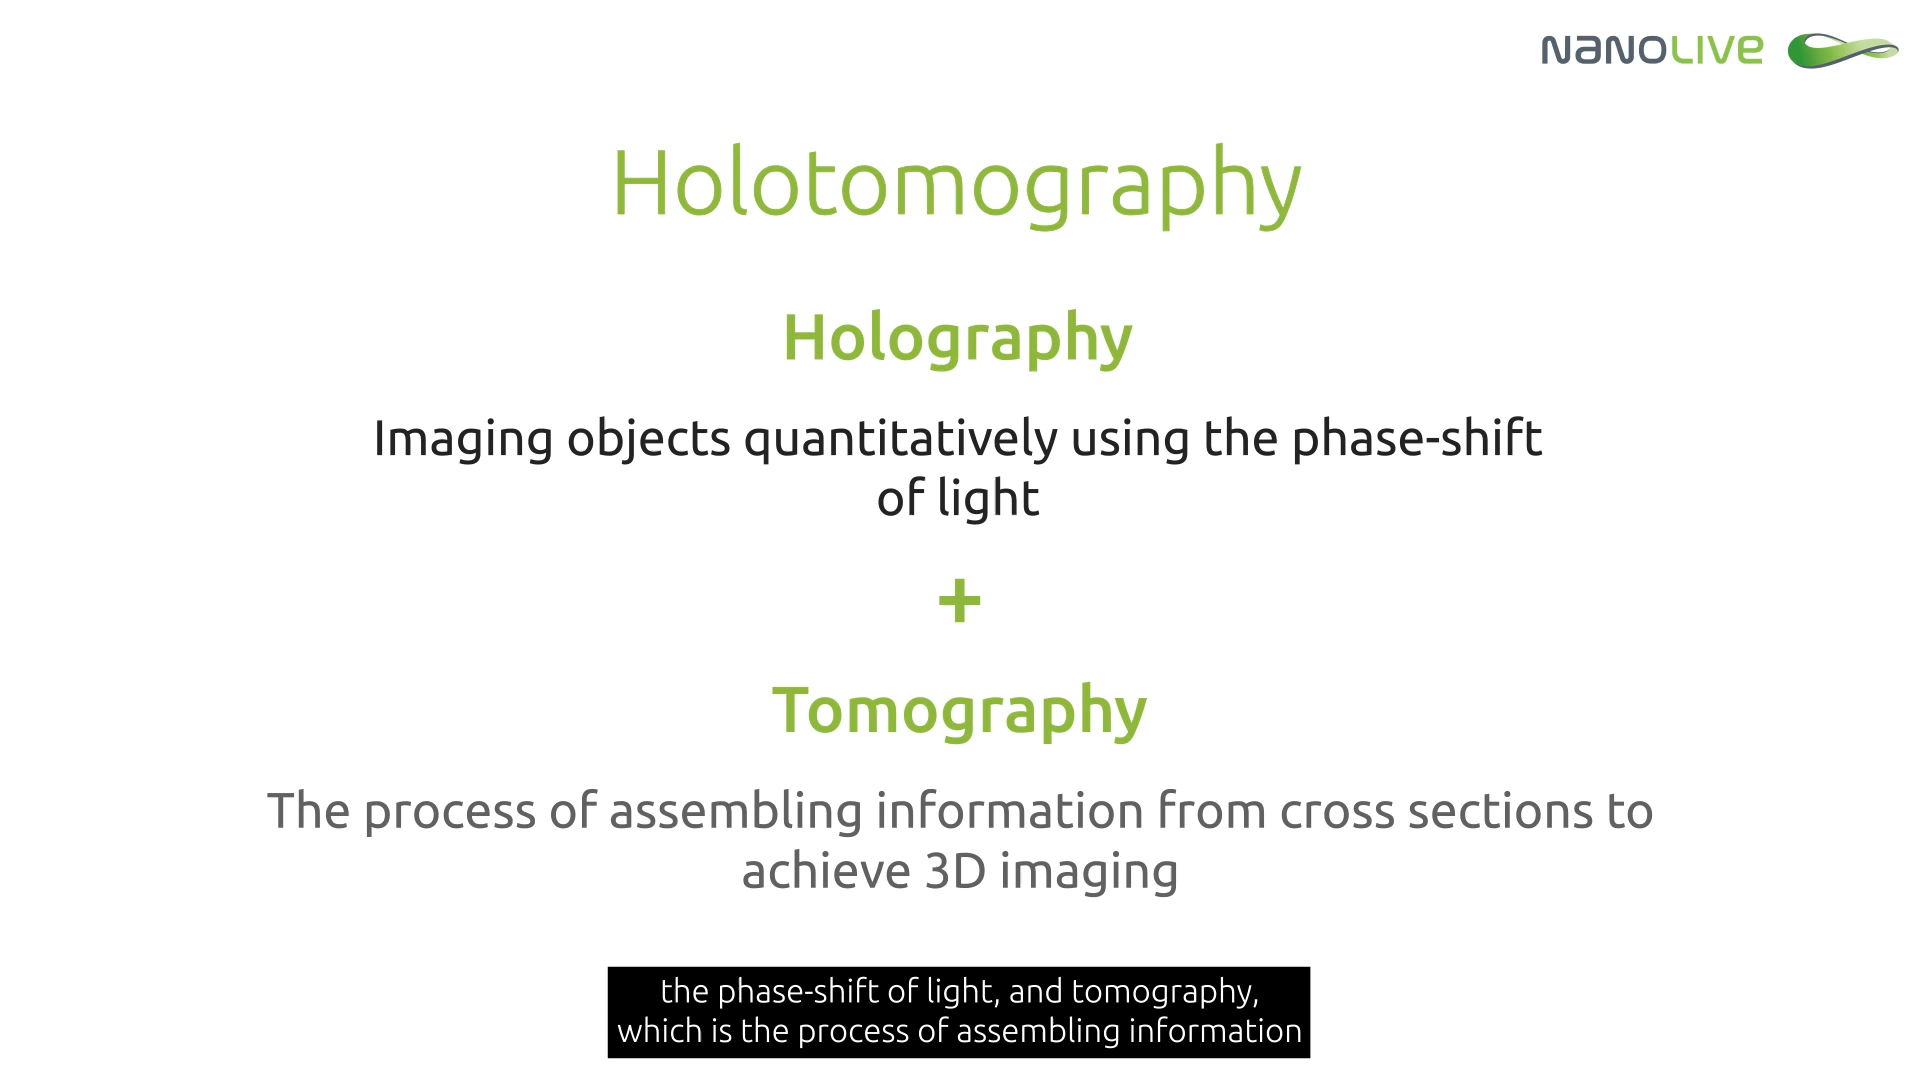 NANOLIVE
Holotomography
Holography
Imaging objects quantitatively using the phase-shift
of light
+
Tomography
The process of assembling information from cross sections to
achieve 3D imaging
the phase-shift of light, and tomography,
which is the process of assembling information